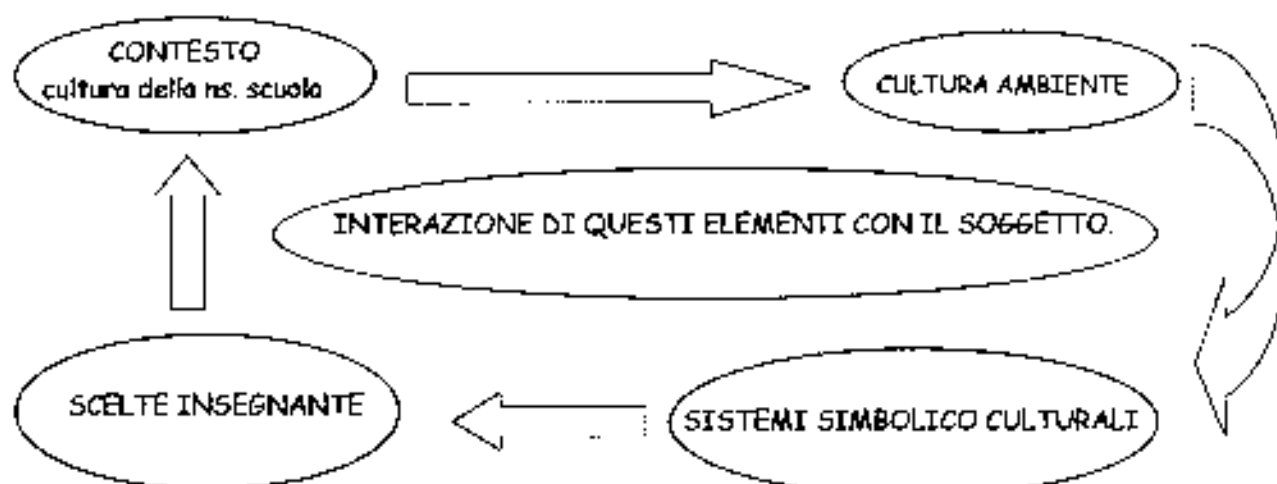 CONTESTO
cultura della ns. scuola
CULTURA AMBIENTE
INTERAZIONE DI QUESTI ELEMENTI CON IL SOGGETTO.
SCELTE INSEGNANTE
SISTEMI SIMBOLICO CULTURALI